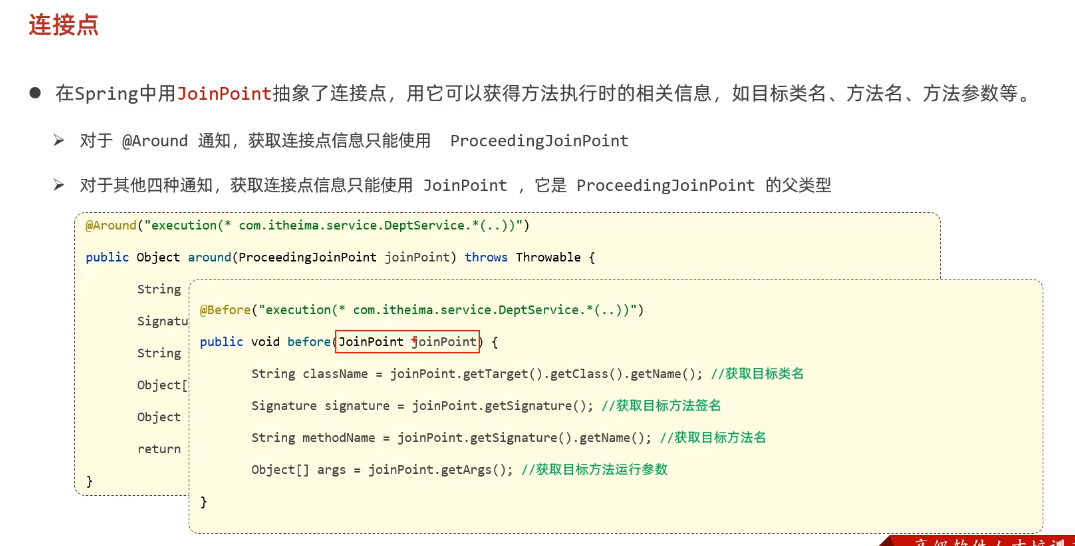 连接点
● 在Spring中用JoinPoint抽象了连接点，用它可以获得方法执行时的相关信息，如目标类名、方法名、方法参数等。
➢ 对于 @Around 通知，获取连接点信息只能使用 ProceedingJoinPoint
➢ 对于其他四种通知，获取连接点信息只能使用 JoinPoint ，它是 ProceedingJoinPoint 的父类型
@Around("execution(* com.itheima.service.DeptService.*(..))")
public Object around(ProceedingJoinPoint joinPoint) throws Throwable {
String
Signatu
String
Object[
Object
return
}
@Before("execution(* com.itheima.service.DeptService.*(..))")
public void before(JoinPoint joinPoint) {
String className = joinPoint.getTarget().getClass().getName(); //获取目标类名
Signature signature = joinPoint.getSignature(); //获取目标方法签名
String methodName = joinPoint.getSignature().getName(); //获取目标方法名
Object[] args = joinPoint.getArgs(); //获取目标方法运行参数
}